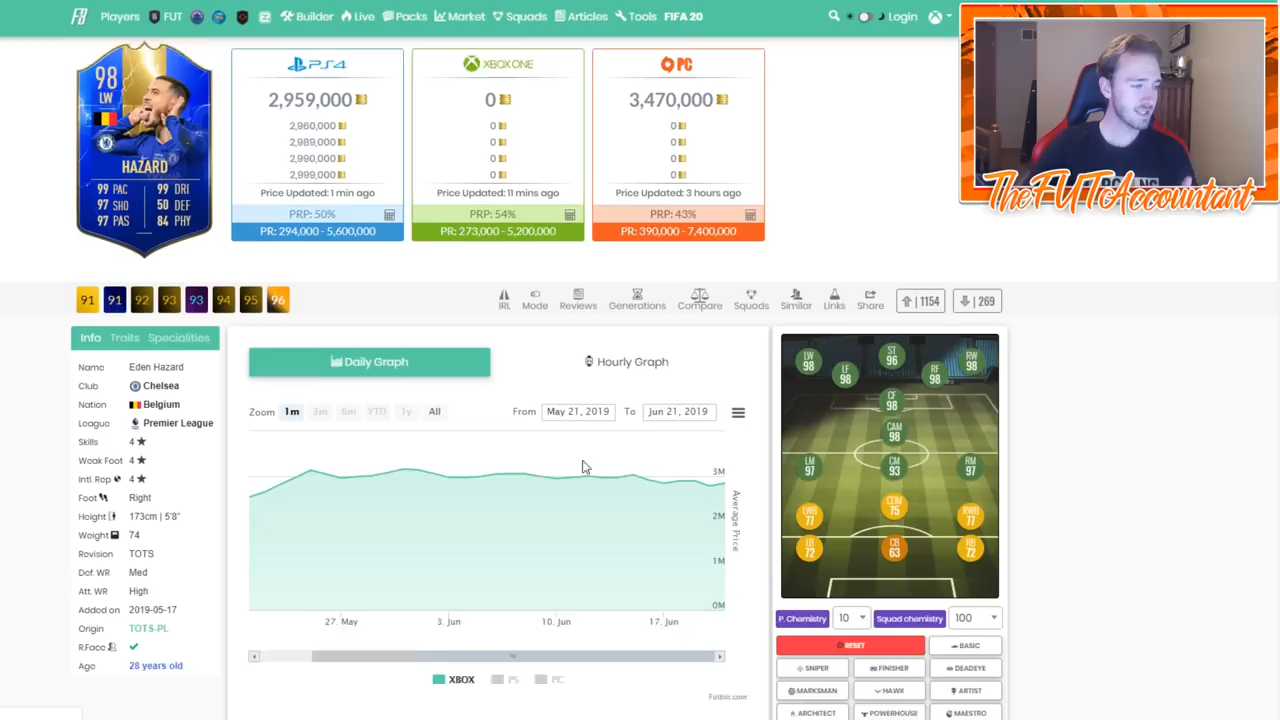 F8 Players FUT Builder Live Packs Market Squads Articles Tools FIFA 20 Login
98
LW
HAZARD
99 PAC 99 DRI
97 SHO 50 DEF
97 PAS 84 PHY
PS4
2,959,000
2,960,000
2,989,000
2,990,000
2,999,000
Price Updated: 1 min ago
PRP: 50%
PR: 294,000 - 5,600,000
XBOX ONE
0
0
0
0
0
Price Updated: 11 mins ago
PRP: 54%
PR: 273,000 - 5,200,000
PC
3,470,000
0
0
0
0
Price Updated: 3 hours ago
PRP: 43%
PR: 390,000 - 7,400,000
TheFUTAccountant
91 91 92 93 93 94 95 96
IRL Mode Reviews Generations Compare Squads Similar Links Share 1154 269
Info Traits Specialities
Name Eden Hazard
Club Chelsea
Nation Belgium
League Premier League
Skills 4
Weak Foot 4
Intl. Rep 4
Foot Right
Height 173cm | 5'8"
Weight 74
Revision TOTS
Def. WR Med
Att. WR High
Added on 2019-05-17
Origin TOTS-PL
R.Face
Age 28 years old
Daily Graph Hourly Graph
Zoom 1m 3m 6m YTD 1y All From May 21, 2019 To Jun 21, 2019
3M
2M
1M
0M
Average Price
27. May 3. Jun 10. Jun 17. Jun
XBOX PS PC
Futbin.com
LW 98
ST 96
RW 98
LF 98
RF 98
CF 98
CAM 98
LM 97
CM 93
RM 97
LWB 77
CDM 75
RWB 77
LB 72
CB 63
RB 72
P. Chemistry 10 Squad chemistry 100
RESET BASIC
SNIPER FINISHER DEADEYE
MARKSMAN HAWK ARTIST
ARCHITECT POWERHOUSE MAESTRO